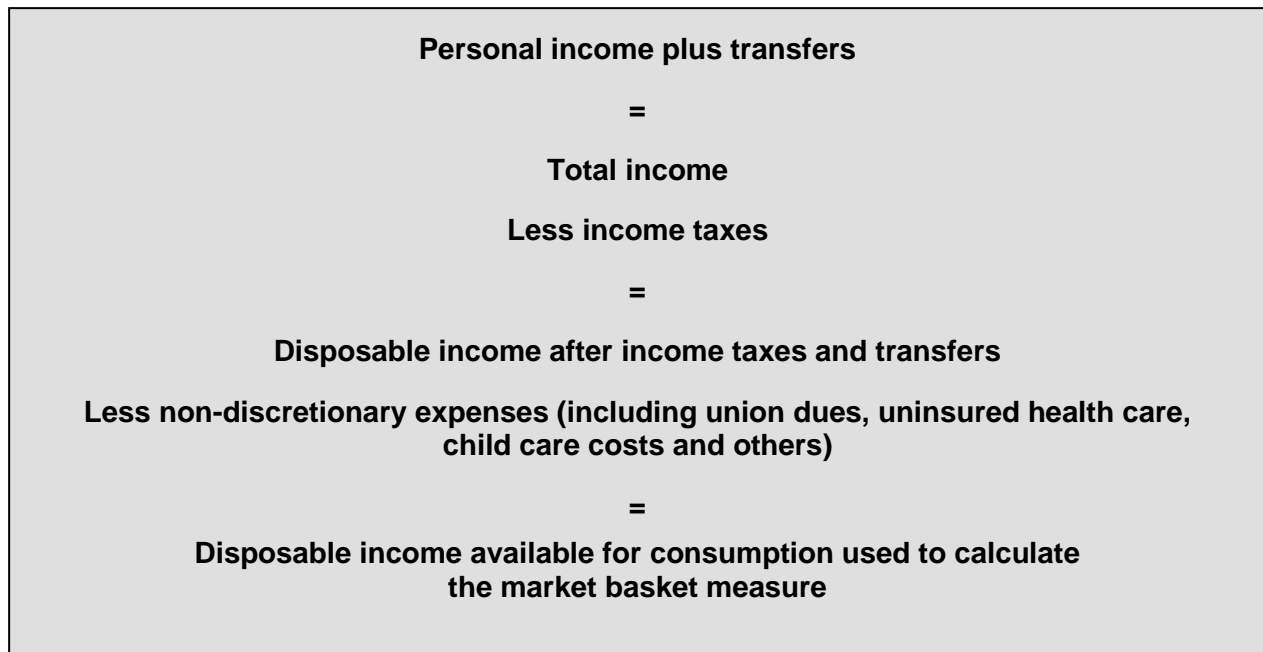 Personal income plus transfers
=
Total income
Less income taxes
=
Disposable income after income taxes and transfers
Less non-discretionary expenses (including union dues, uninsured health care,
child care costs and others)
=
Disposable income available for consumption used to calculate
the market basket measure